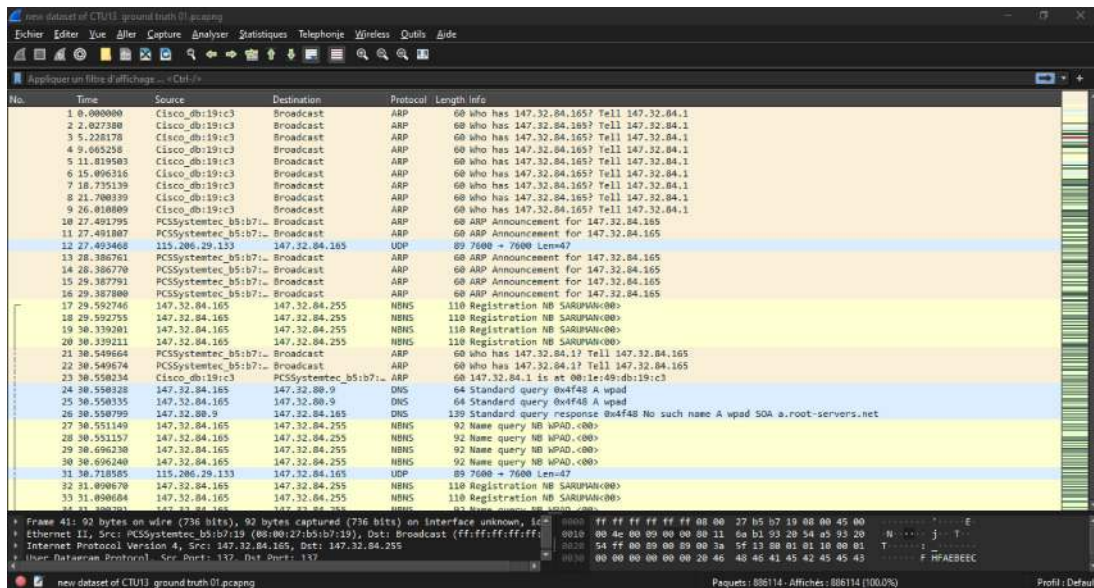 new dataset of CTU13 ground truth 01.pcapng
Fichier Editer Vue Aller Capture Analyser Statistiques Telephonie Wireless Outils Aide
Appliquer un filtre d'affichage … <Ctrl-/>
No. Time Source Destination Protocol Length Info
1 0.000000 Cisco_db:19:c3 Broadcast ARP 60 Who has 147.32.84.165? Tell 147.32.84.1
2 2.027380 Cisco_db:19:c3 Broadcast ARP 60 Who has 147.32.84.165? Tell 147.32.84.1
3 5.228178 Cisco_db:19:c3 Broadcast ARP 60 Who has 147.32.84.165? Tell 147.32.84.1
4 9.065258 Cisco_db:19:c3 Broadcast ARP 60 Who has 147.32.84.165? Tell 147.32.84.1
5 11.819503 Cisco_db:19:c3 Broadcast ARP 60 Who has 147.32.84.165? Tell 147.32.84.1
6 15.096316 Cisco_db:19:c3 Broadcast ARP 60 Who has 147.32.84.165? Tell 147.32.84.1
7 18.735139 Cisco_db:19:c3 Broadcast ARP 60 Who has 147.32.84.165? Tell 147.32.84.1
8 21.700339 Cisco_db:19:c3 Broadcast ARP 60 Who has 147.32.84.165? Tell 147.32.84.1
9 26.010809 Cisco_db:19:c3 Broadcast ARP 60 Who has 147.32.84.165? Tell 147.32.84.1
10 27.491795 PCSSystemtec_b5:b7:… Broadcast ARP 60 ARP Announcement for 147.32.84.165
11 27.491807 PCSSystemtec_b5:b7:… Broadcast ARP 60 ARP Announcement for 147.32.84.165
12 27.493468 115.206.29.133 147.32.84.165 UDP 89 7600 → 7600 Len=47
13 28.386761 PCSSystemtec_b5:b7:… Broadcast ARP 60 ARP Announcement for 147.32.84.165
14 28.386770 PCSSystemtec_b5:b7:… Broadcast ARP 60 ARP Announcement for 147.32.84.165
15 29.387791 PCSSystemtec_b5:b7:… Broadcast ARP 60 ARP Announcement for 147.32.84.165
16 29.387800 PCSSystemtec_b5:b7:… Broadcast ARP 60 ARP Announcement for 147.32.84.165
17 29.592746 147.32.84.165 147.32.84.255 NBNS 110 Registration NB SARUMAN<00>
18 29.592755 147.32.84.165 147.32.84.255 NBNS 110 Registration NB SARUMAN<00>
19 30.339201 147.32.84.165 147.32.84.255 NBNS 110 Registration NB SARUMAN<00>
20 30.339211 147.32.84.165 147.32.84.255 NBNS 110 Registration NB SARUMAN<00>
21 30.549664 PCSSystemtec_b5:b7:… Broadcast ARP 60 Who has 147.32.84.1? Tell 147.32.84.165
22 30.549674 PCSSystemtec_b5:b7:… Broadcast ARP 60 Who has 147.32.84.1? Tell 147.32.84.165
23 30.550234 Cisco_db:19:c3 PCSSystemtec_b5:b7:… ARP 60 147.32.84.1 is at 00:1e:49:db:19:c3
24 30.550328 147.32.84.165 147.32.80.9 DNS 64 Standard query 0x4f48 A wpad
25 30.550335 147.32.84.165 147.32.80.9 DNS 64 Standard query 0x4f48 A wpad
26 30.550799 147.32.80.9 147.32.84.165 DNS 139 Standard query response 0x4f48 No such name A wpad SOA a.root-servers.net
27 30.551149 147.32.84.165 147.32.84.255 NBNS 92 Name query NB WPAD.<00>
28 30.551157 147.32.84.165 147.32.84.255 NBNS 92 Name query NB WPAD.<00>
29 30.696230 147.32.84.165 147.32.84.255 NBNS 92 Name query NB WPAD.<00>
30 30.696240 147.32.84.165 147.32.84.255 NBNS 92 Name query NB WPAD.<00>
31 30.718585 115.206.29.133 147.32.84.165 UDP 89 7600 → 7600 Len=47
32 31.090670 147.32.84.165 147.32.84.255 NBNS 110 Registration NB SARUMAN<00>
33 31.090684 147.32.84.165 147.32.84.255 NBNS 110 Registration NB SARUMAN<00>
Frame 41: 92 bytes on wire (736 bits), 92 bytes captured (736 bits) on interface unknown, id
Ethernet II, Src: PCSSystemtec_b5:b7:19 (08:00:27:b5:b7:19), Dst: Broadcast (ff:ff:ff:ff:ff:
Internet Protocol Version 4, Src: 147.32.84.165, Dst: 147.32.84.255
User Datagram Protocol, Src Port: 137, Dst Port: 137
0000 ff ff ff ff ff ff 08 00 27 b5 b7 19 08 00 45 00
0010 00 4e 00 09 00 00 80 11 6a b1 93 20 54 a5 93 20
0020 54 ff 00 89 00 89 00 3a 5f 13 80 01 01 10 00 01
0030 00 00 00 00 00 00 20 46 48 46 41 45 42 45 45 43
new dataset of CTU13 ground truth 01.pcapng
Paquets : 886114 · Affichés : 886114 (100.0%)
Profil : Defau